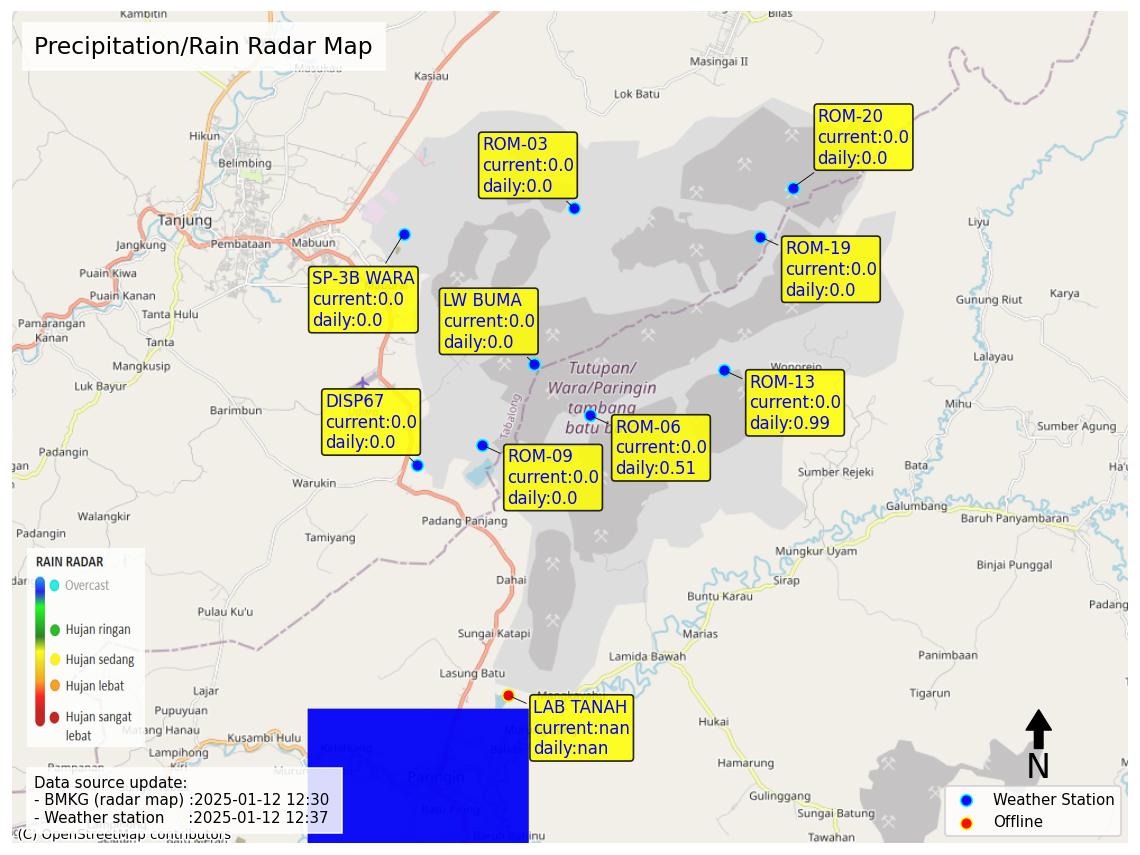 Kambitin
Bilas
Precipitation/Rain Radar Map
Masukau
Kasiau
Masingai II
Lok Batu
ROM-20
current:0.0
daily:0.0
ROM-03
current:0.0
daily:0.0
Hikun
Belimbing
Tanjung
Liyu
Jangkung
Pembataan
Mabuun
ROM-19
current:0.0
daily:0.0
Puain Kiwa
SP-3B WARA
current:0.0
daily:0.0
LW BUMA
current:0.0
daily:0.0
Puain Kanan
Gunung Riut
Karya
Tanta Hulu
Pamarangan
Kanan
Tanta
Lalayau
Mangkusip
Tutupan/
Wara/Paringin
tambang
batu b
Wonorejo
ROM-13
current:0.0
daily:0.99
Luk Bayur
Barimbun
DISP67
current:0.0
daily:0.0
Tabalong
Mihu
ROM-06
current:0.0
daily:0.51
Sumber Agung
ROM-09
current:0.0
daily:0.0
Bata
Sumber Rejeki
Warukin
Galumbang
Walangkir
Padang Panjang
Baruh Panyambaran
Padangin
Tamiyang
Mungkur Uyam
Binjai Punggal
RAIN RADAR
Overcast
Hujan ringan
Hujan sedang
Hujan lebat
Hujan sangat
lebat
Dahai
Sirap
Buntu Karau
Padang
Pulau Ku'u
Sungai Katapi
Marias
Lamida Bawah
Panimbaan
Lasung Batu
Lajar
Tigarun
Pupuyuan
LAB TANAH
current:nan
daily:nan
Hukai
Matang Hanau
Kusambi Hulu
Lampihong
Hamarung
N
Paringin
Data source update:
- BMKG (radar map) :2025-01-12 12:30
- Weather station :2025-01-12 12:37
Gulinggang
Weather Station
Offline
Sungai Batung
Tawahan
(C) OpenStreetMap contributors